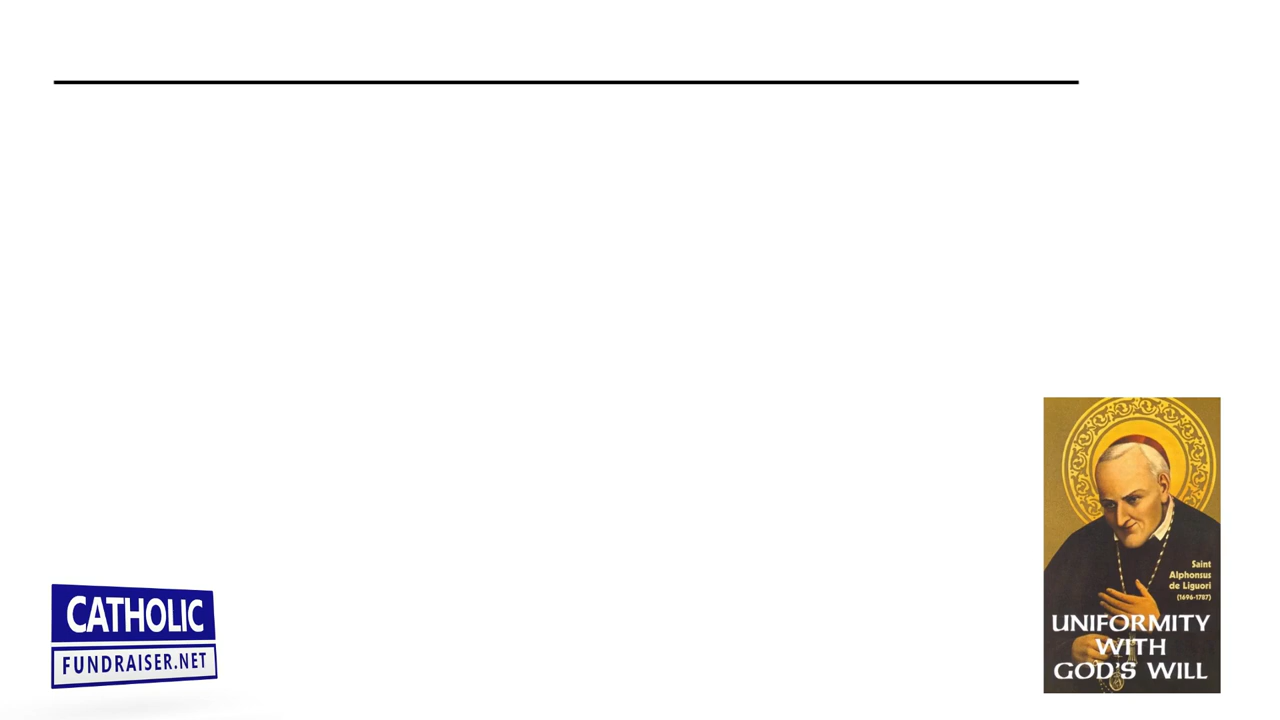 CATHOLIC
FUNDRAISER.NET
Saint
Alphonsus
de Liguori
(1696-1787)
UNIFORMITY
WITH
GOD'S WILL